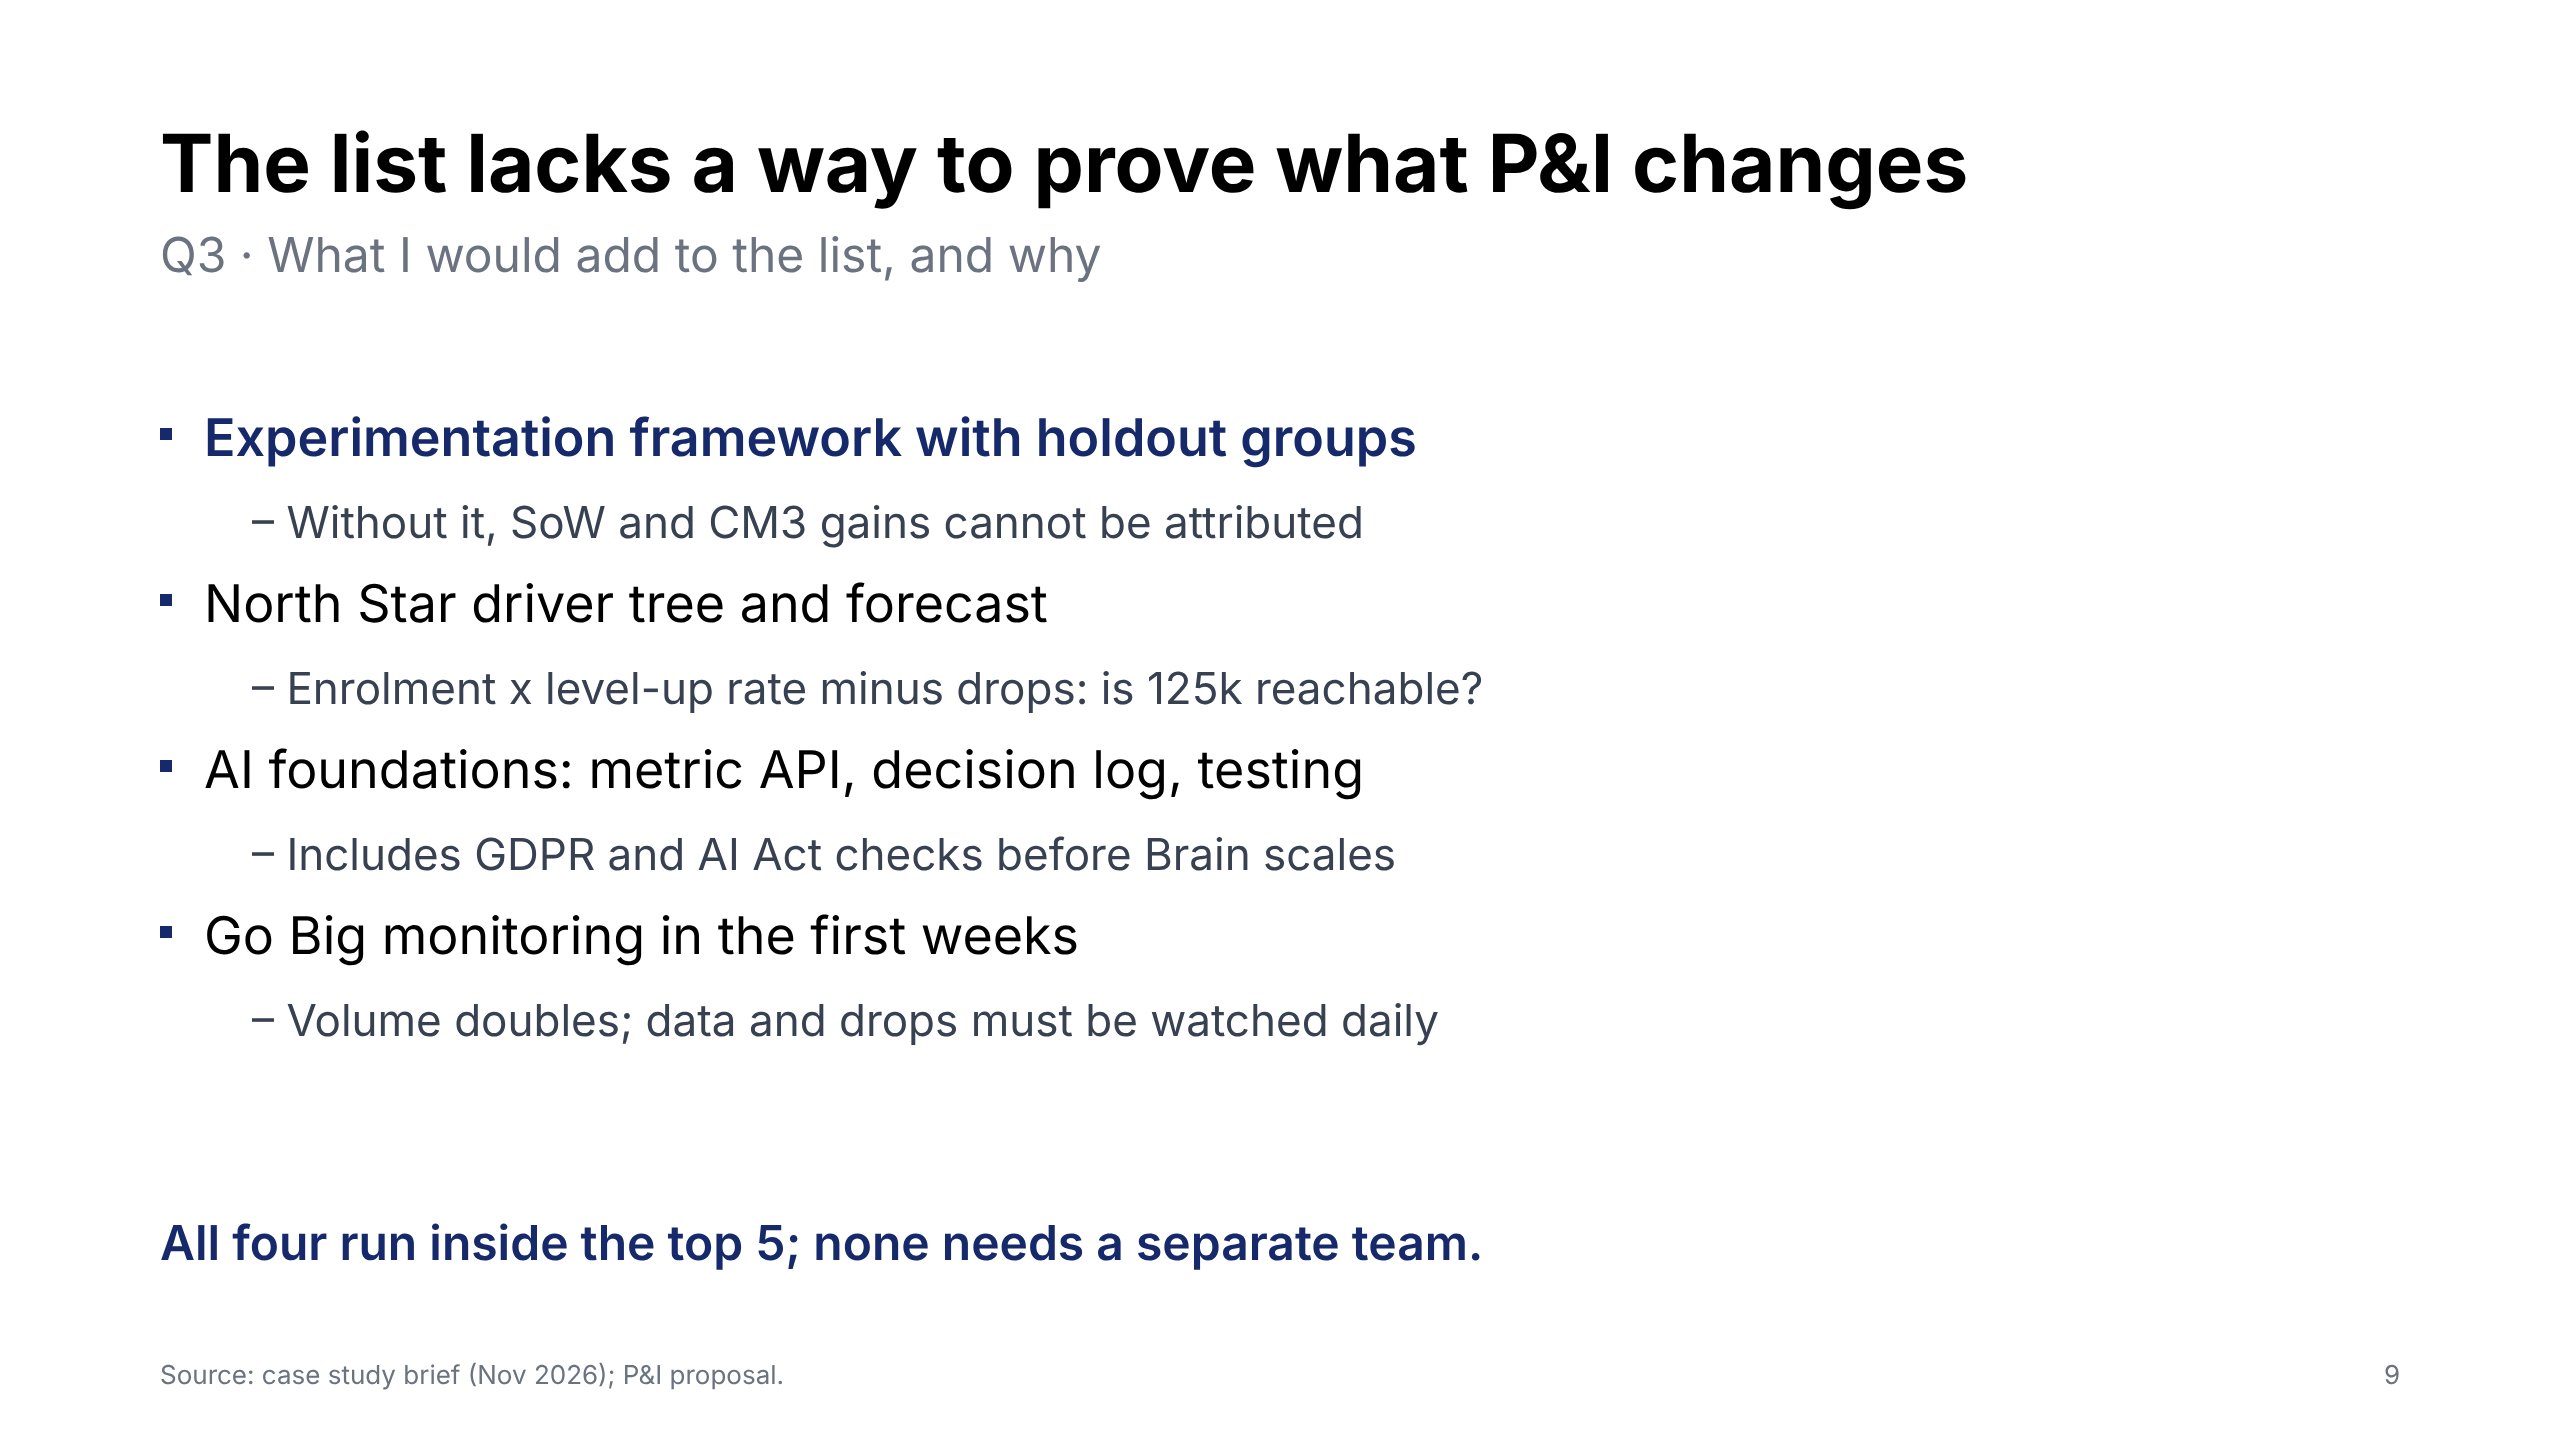 The list lacks a way to prove what P&I changes
Q3 · What I would add to the list, and why
▪ Experimentation framework with holdout groups
– Without it, SoW and CM3 gains cannot be attributed
▪ North Star driver tree and forecast
– Enrolment x level-up rate minus drops: is 125k reachable?
▪ AI foundations: metric API, decision log, testing
– Includes GDPR and AI Act checks before Brain scales
▪ Go Big monitoring in the first weeks
– Volume doubles; data and drops must be watched daily
All four run inside the top 5; none needs a separate team.
Source: case study brief (Nov 2026); P&I proposal.
9